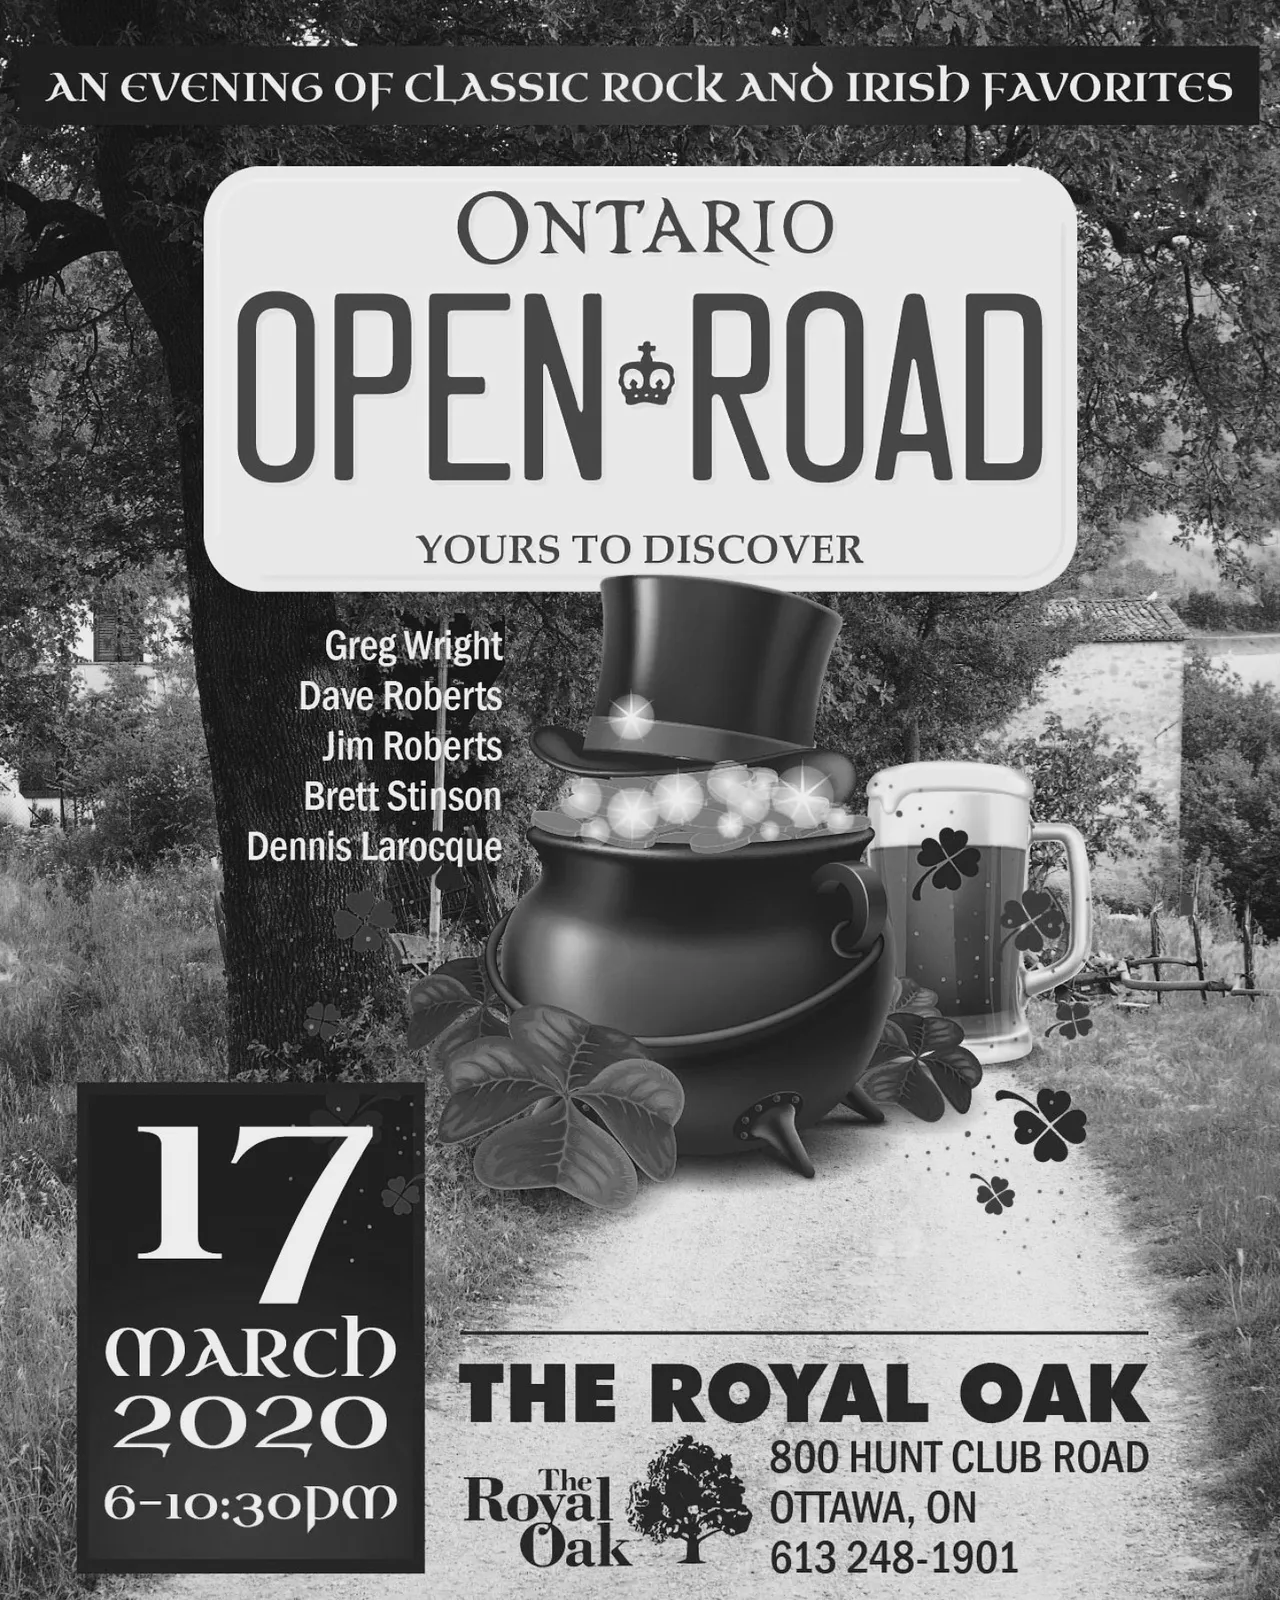 AN EVENING OF CLASSIC ROCK AND IRISH FAVORITES
ONTARIO
OPEN ROAD
YOURS TO DISCOVER
Greg Wright
Dave Roberts
Jim Roberts
Brett Stinson
Dennis Larocque
17
MARCH
2020
6-10:30PM
THE ROYAL OAK
The
Royal
Oak
800 HUNT CLUB ROAD
OTTAWA, ON
613 248-1901